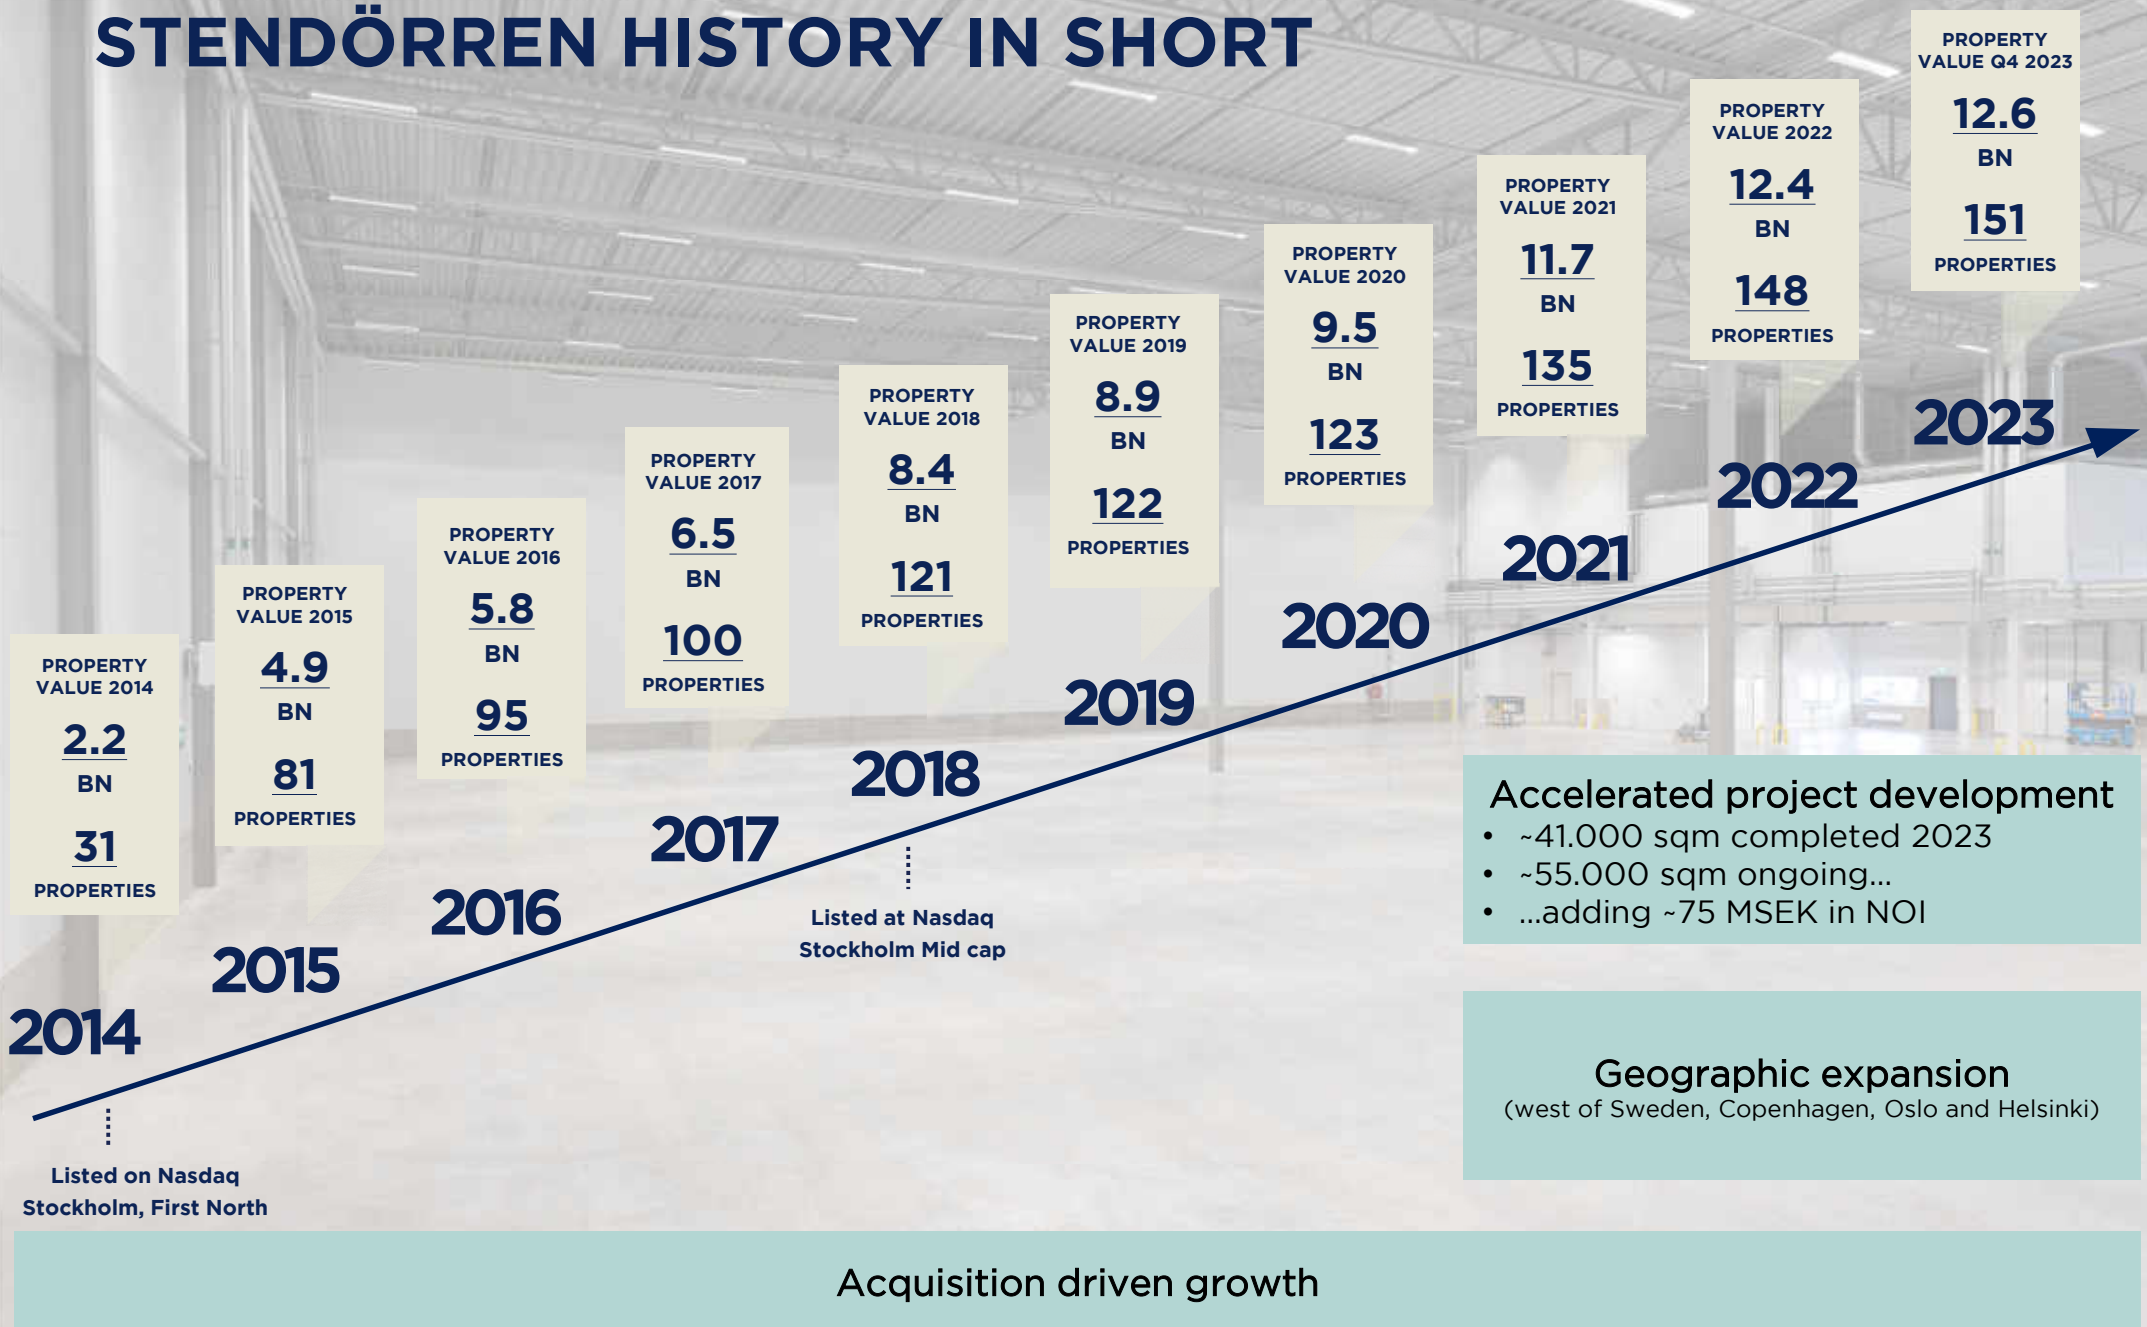 STENDÖRREN HISTORY IN SHORT
PROPERTY
VALUE 2014
2.2
BN
31
PROPERTIES
2014
Listed on Nasdaq
Stockholm, First North
PROPERTY
VALUE 2015
4.9
BN
81
PROPERTIES
2015
PROPERTY
VALUE 2016
5.8
BN
95
PROPERTIES
2016
PROPERTY
VALUE 2017
6.5
BN
100
PROPERTIES
2017
PROPERTY
VALUE 2018
8.4
BN
121
PROPERTIES
2018
Listed at Nasdaq
Stockholm Mid cap
PROPERTY
VALUE 2019
8.9
BN
122
PROPERTIES
2019
PROPERTY
VALUE 2020
9.5
BN
123
PROPERTIES
2020
PROPERTY
VALUE 2021
11.7
BN
135
PROPERTIES
2021
PROPERTY
VALUE 2022
12.4
BN
148
PROPERTIES
2022
PROPERTY
VALUE Q4 2023
12.6
BN
151
PROPERTIES
2023
Accelerated project development
• ~41.000 sqm completed 2023
• ~55.000 sqm ongoing...
• ...adding ~75 MSEK in NOI
Geographic expansion
(west of Sweden, Copenhagen, Oslo and Helsinki)
Acquisition driven growth